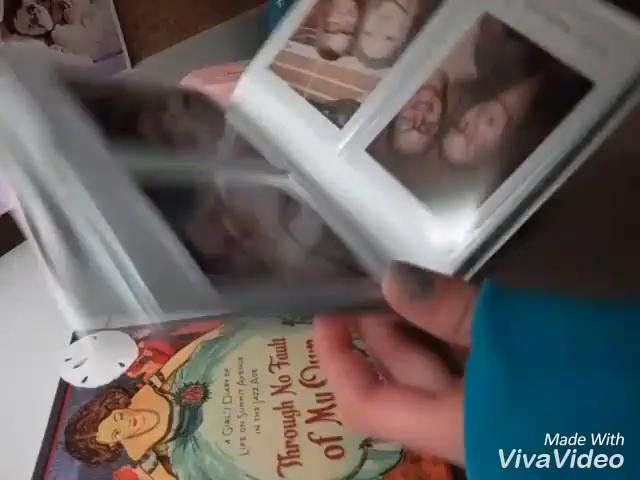 A GIRL'S DIARY OF
LIFE ON SUMMIT AVENUE
IN THE JAZZ AGE
Through No Fault
of My Own
Made With
VivaVideo